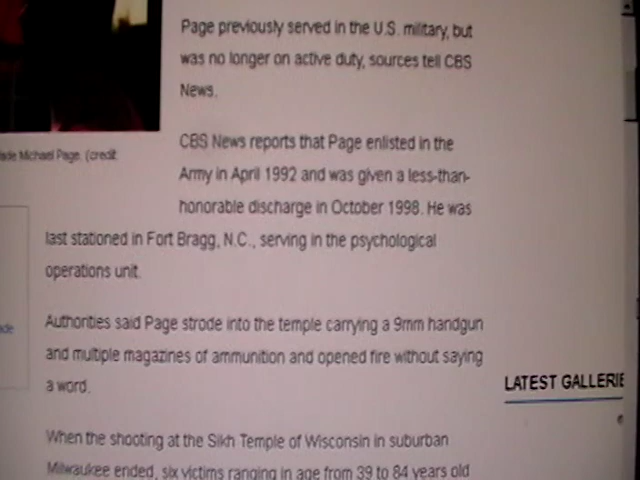 Page previously served in the U.S. military, but
was no longer on active duty, sources tell CBS
News.
ade Michael Page. (credit:
CBS News reports that Page enlisted in the
Army in April 1992 and was given a less-than-
honorable discharge in October 1998. He was
last stationed in Fort Bragg, N.C., serving in the psychological
operations unit.
Authorities said Page strode into the temple carrying a 9mm handgun
and multiple magazines of ammunition and opened fire without saying
a word.
LATEST GALLERIE
When the shooting at the Sikh Temple of Wisconsin in suburban
Milwaukee ended, six victims ranging in age from 39 to 84 years old